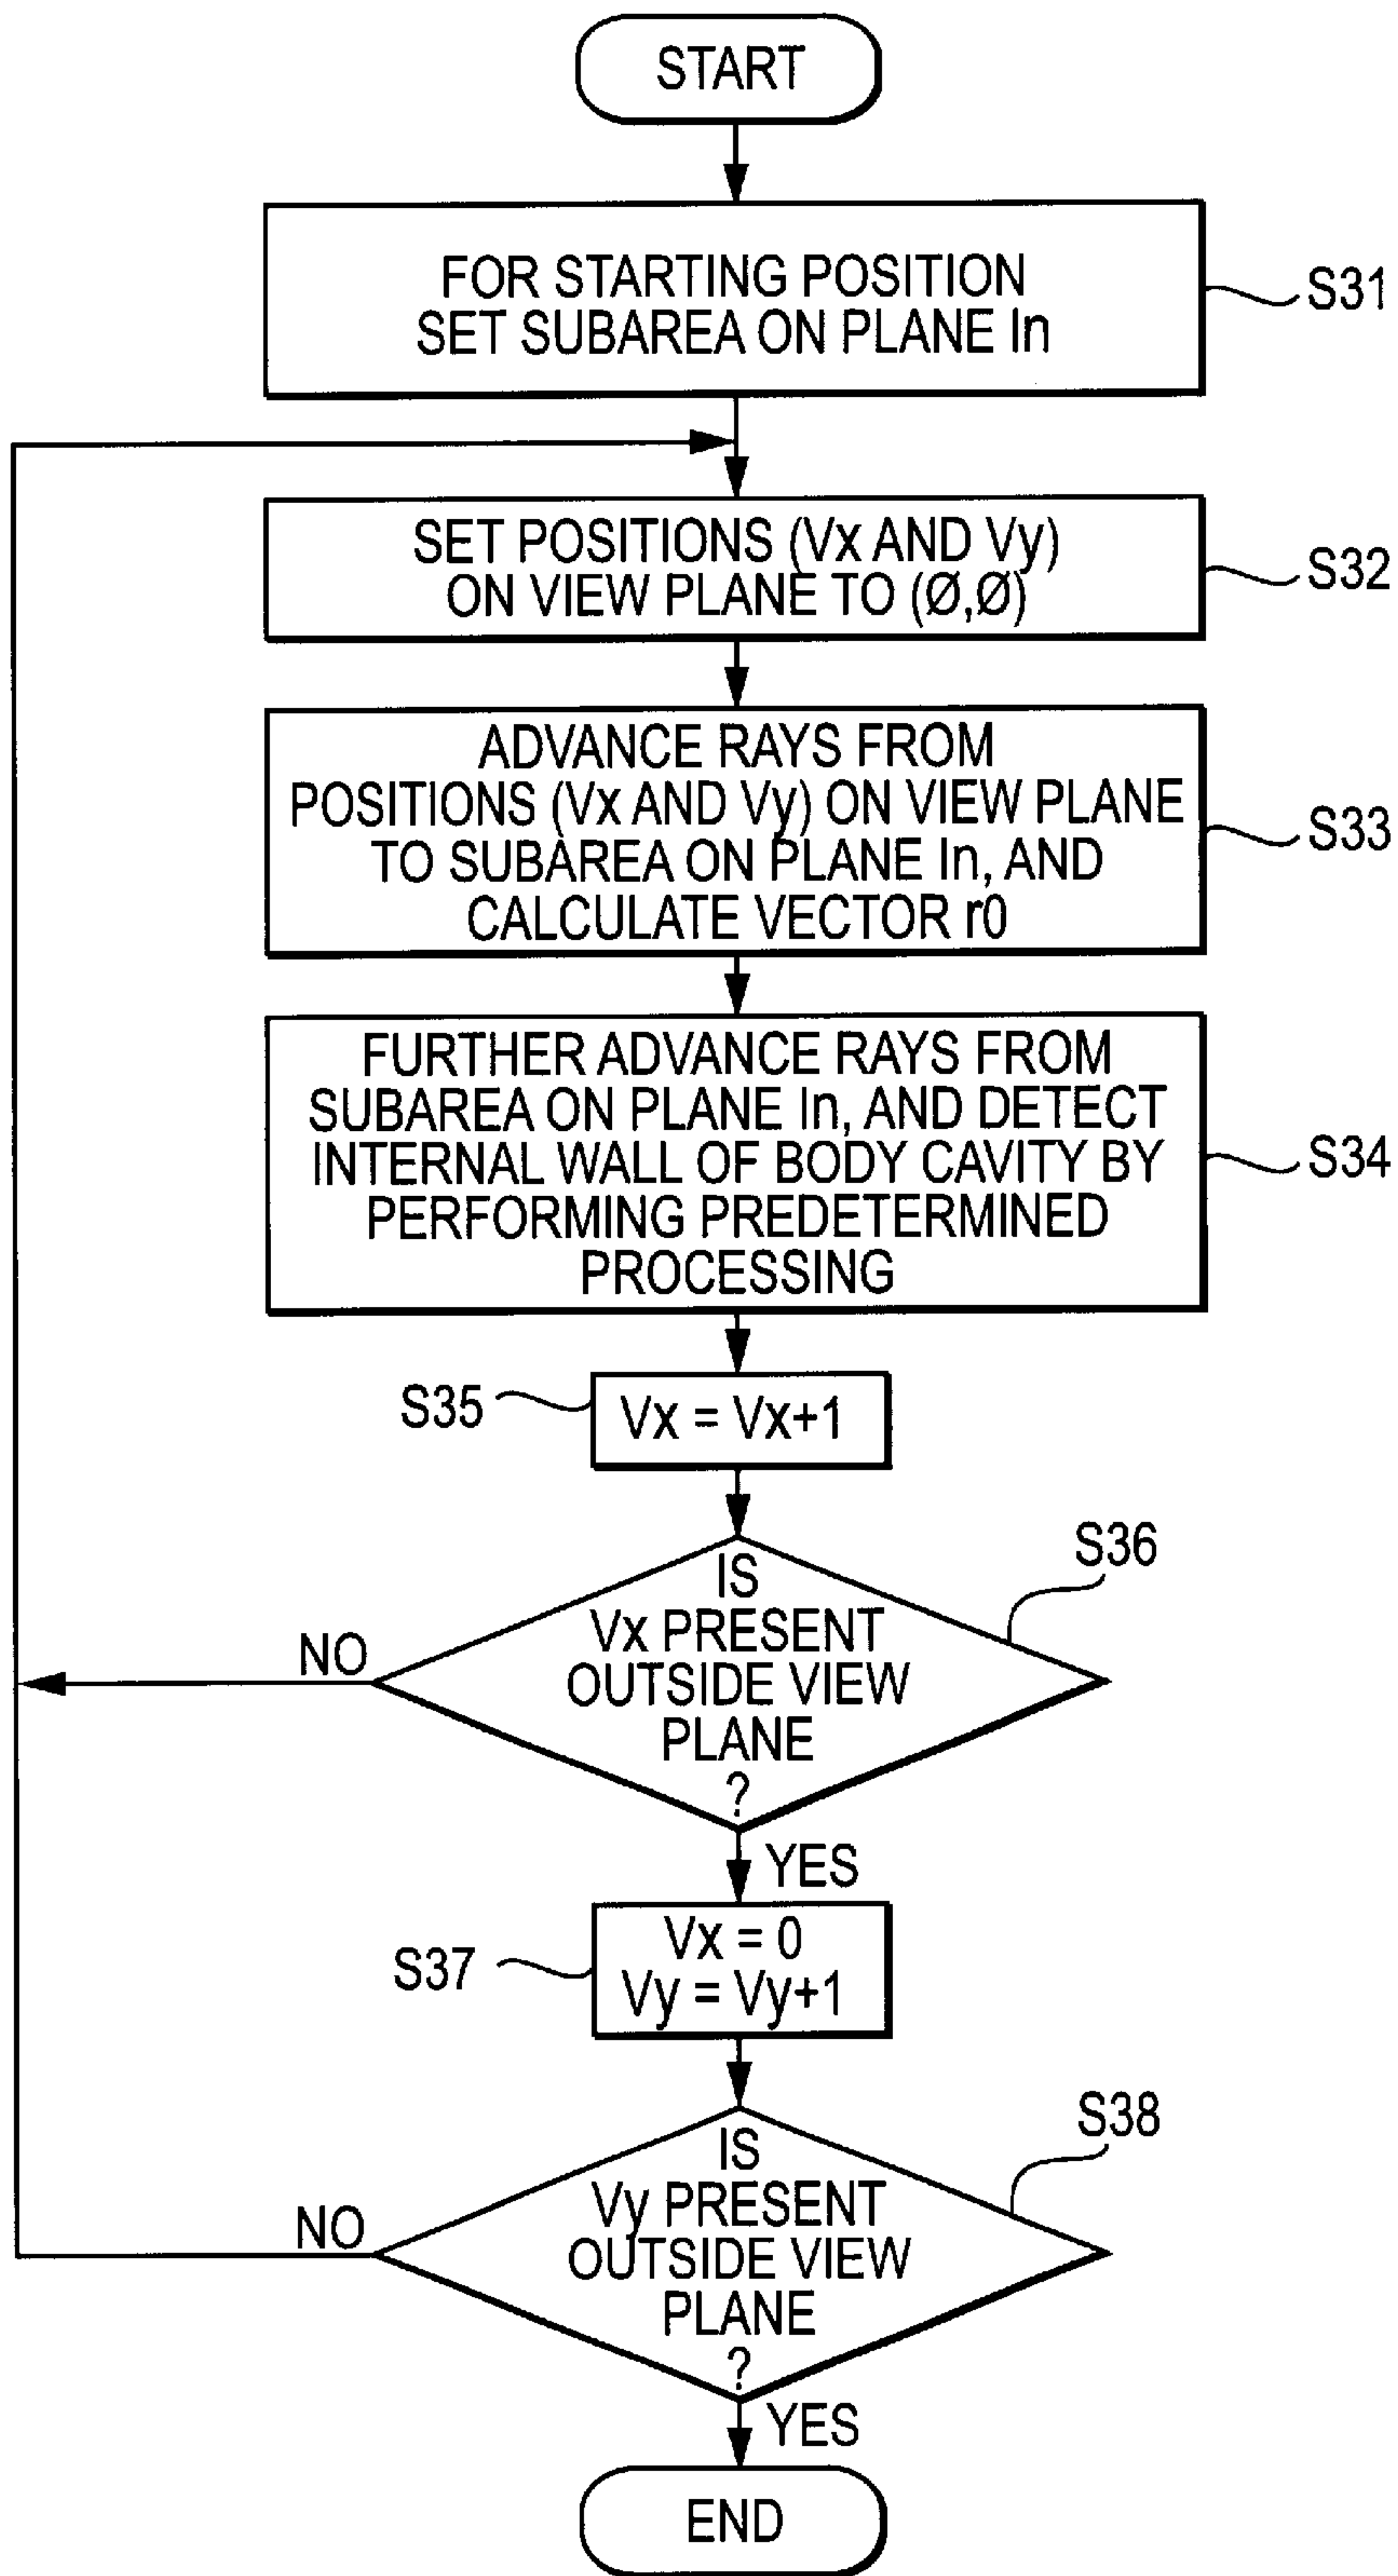 START
FOR STARTING POSITION
SET SUBAREA ON PLANE In
S31
SET POSITIONS (Vx AND Vy)
ON VIEW PLANE TO (Ø,Ø)
S32
ADVANCE RAYS FROM
POSITIONS (Vx AND Vy) ON VIEW PLANE
TO SUBAREA ON PLANE In, AND
CALCULATE VECTOR r0
S33
FURTHER ADVANCE RAYS FROM
SUBAREA ON PLANE In, AND DETECT
INTERNAL WALL OF BODY CAVITY BY
PERFORMING PREDETERMINED
PROCESSING
S34
S35
Vx = Vx+1
S36
IS
Vx PRESENT
OUTSIDE VIEW
PLANE
?
NO
YES
S37
Vx = 0
Vy = Vy+1
S38
IS
Vy PRESENT
OUTSIDE VIEW
PLANE
?
NO
YES
END